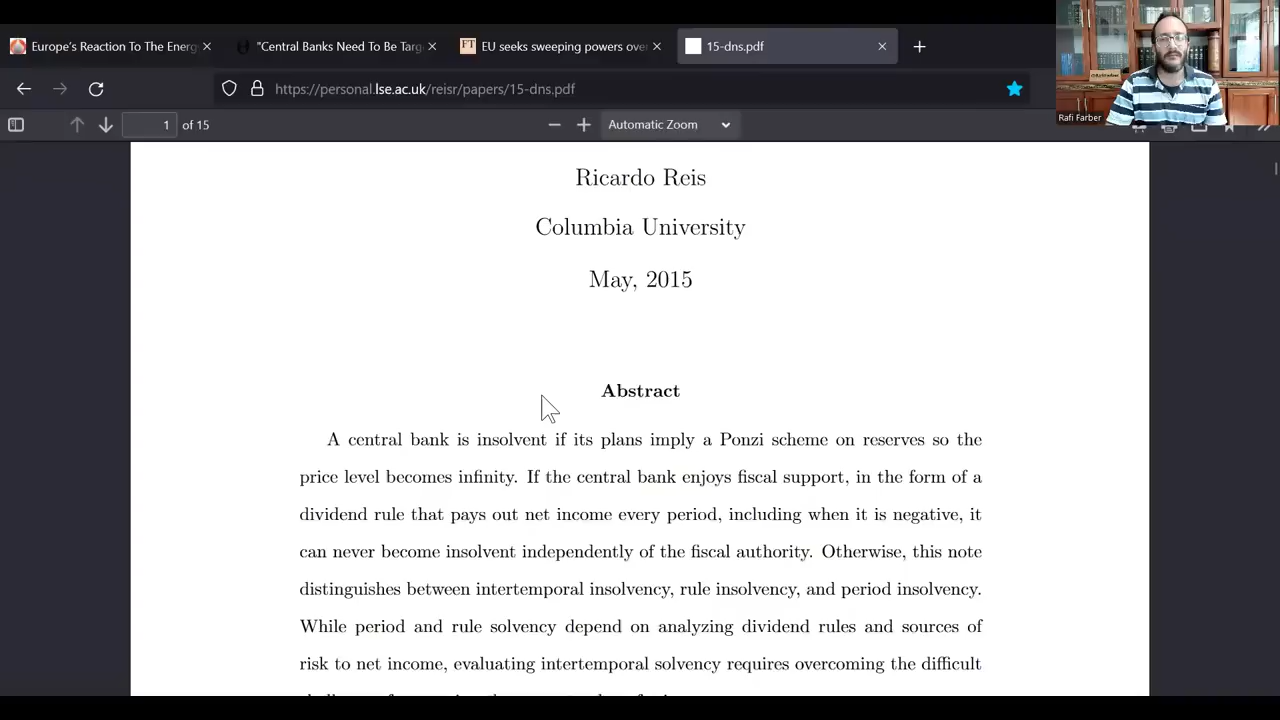 Europe's Reaction To The Energ
"Central Banks Need To Be Targ
FT EU seeks sweeping powers over
15-dns.pdf
https://personal.lse.ac.uk/reisr/papers/15-dns.pdf
1 of 15
Automatic Zoom
Rafi Farber
Ricardo Reis
Columbia University
May, 2015
Abstract
A central bank is insolvent if its plans imply a Ponzi scheme on reserves so the
price level becomes infinity. If the central bank enjoys fiscal support, in the form of a
dividend rule that pays out net income every period, including when it is negative, it
can never become insolvent independently of the fiscal authority. Otherwise, this note
distinguishes between intertemporal insolvency, rule insolvency, and period insolvency.
While period and rule solvency depend on analyzing dividend rules and sources of
risk to net income, evaluating intertemporal solvency requires overcoming the difficult